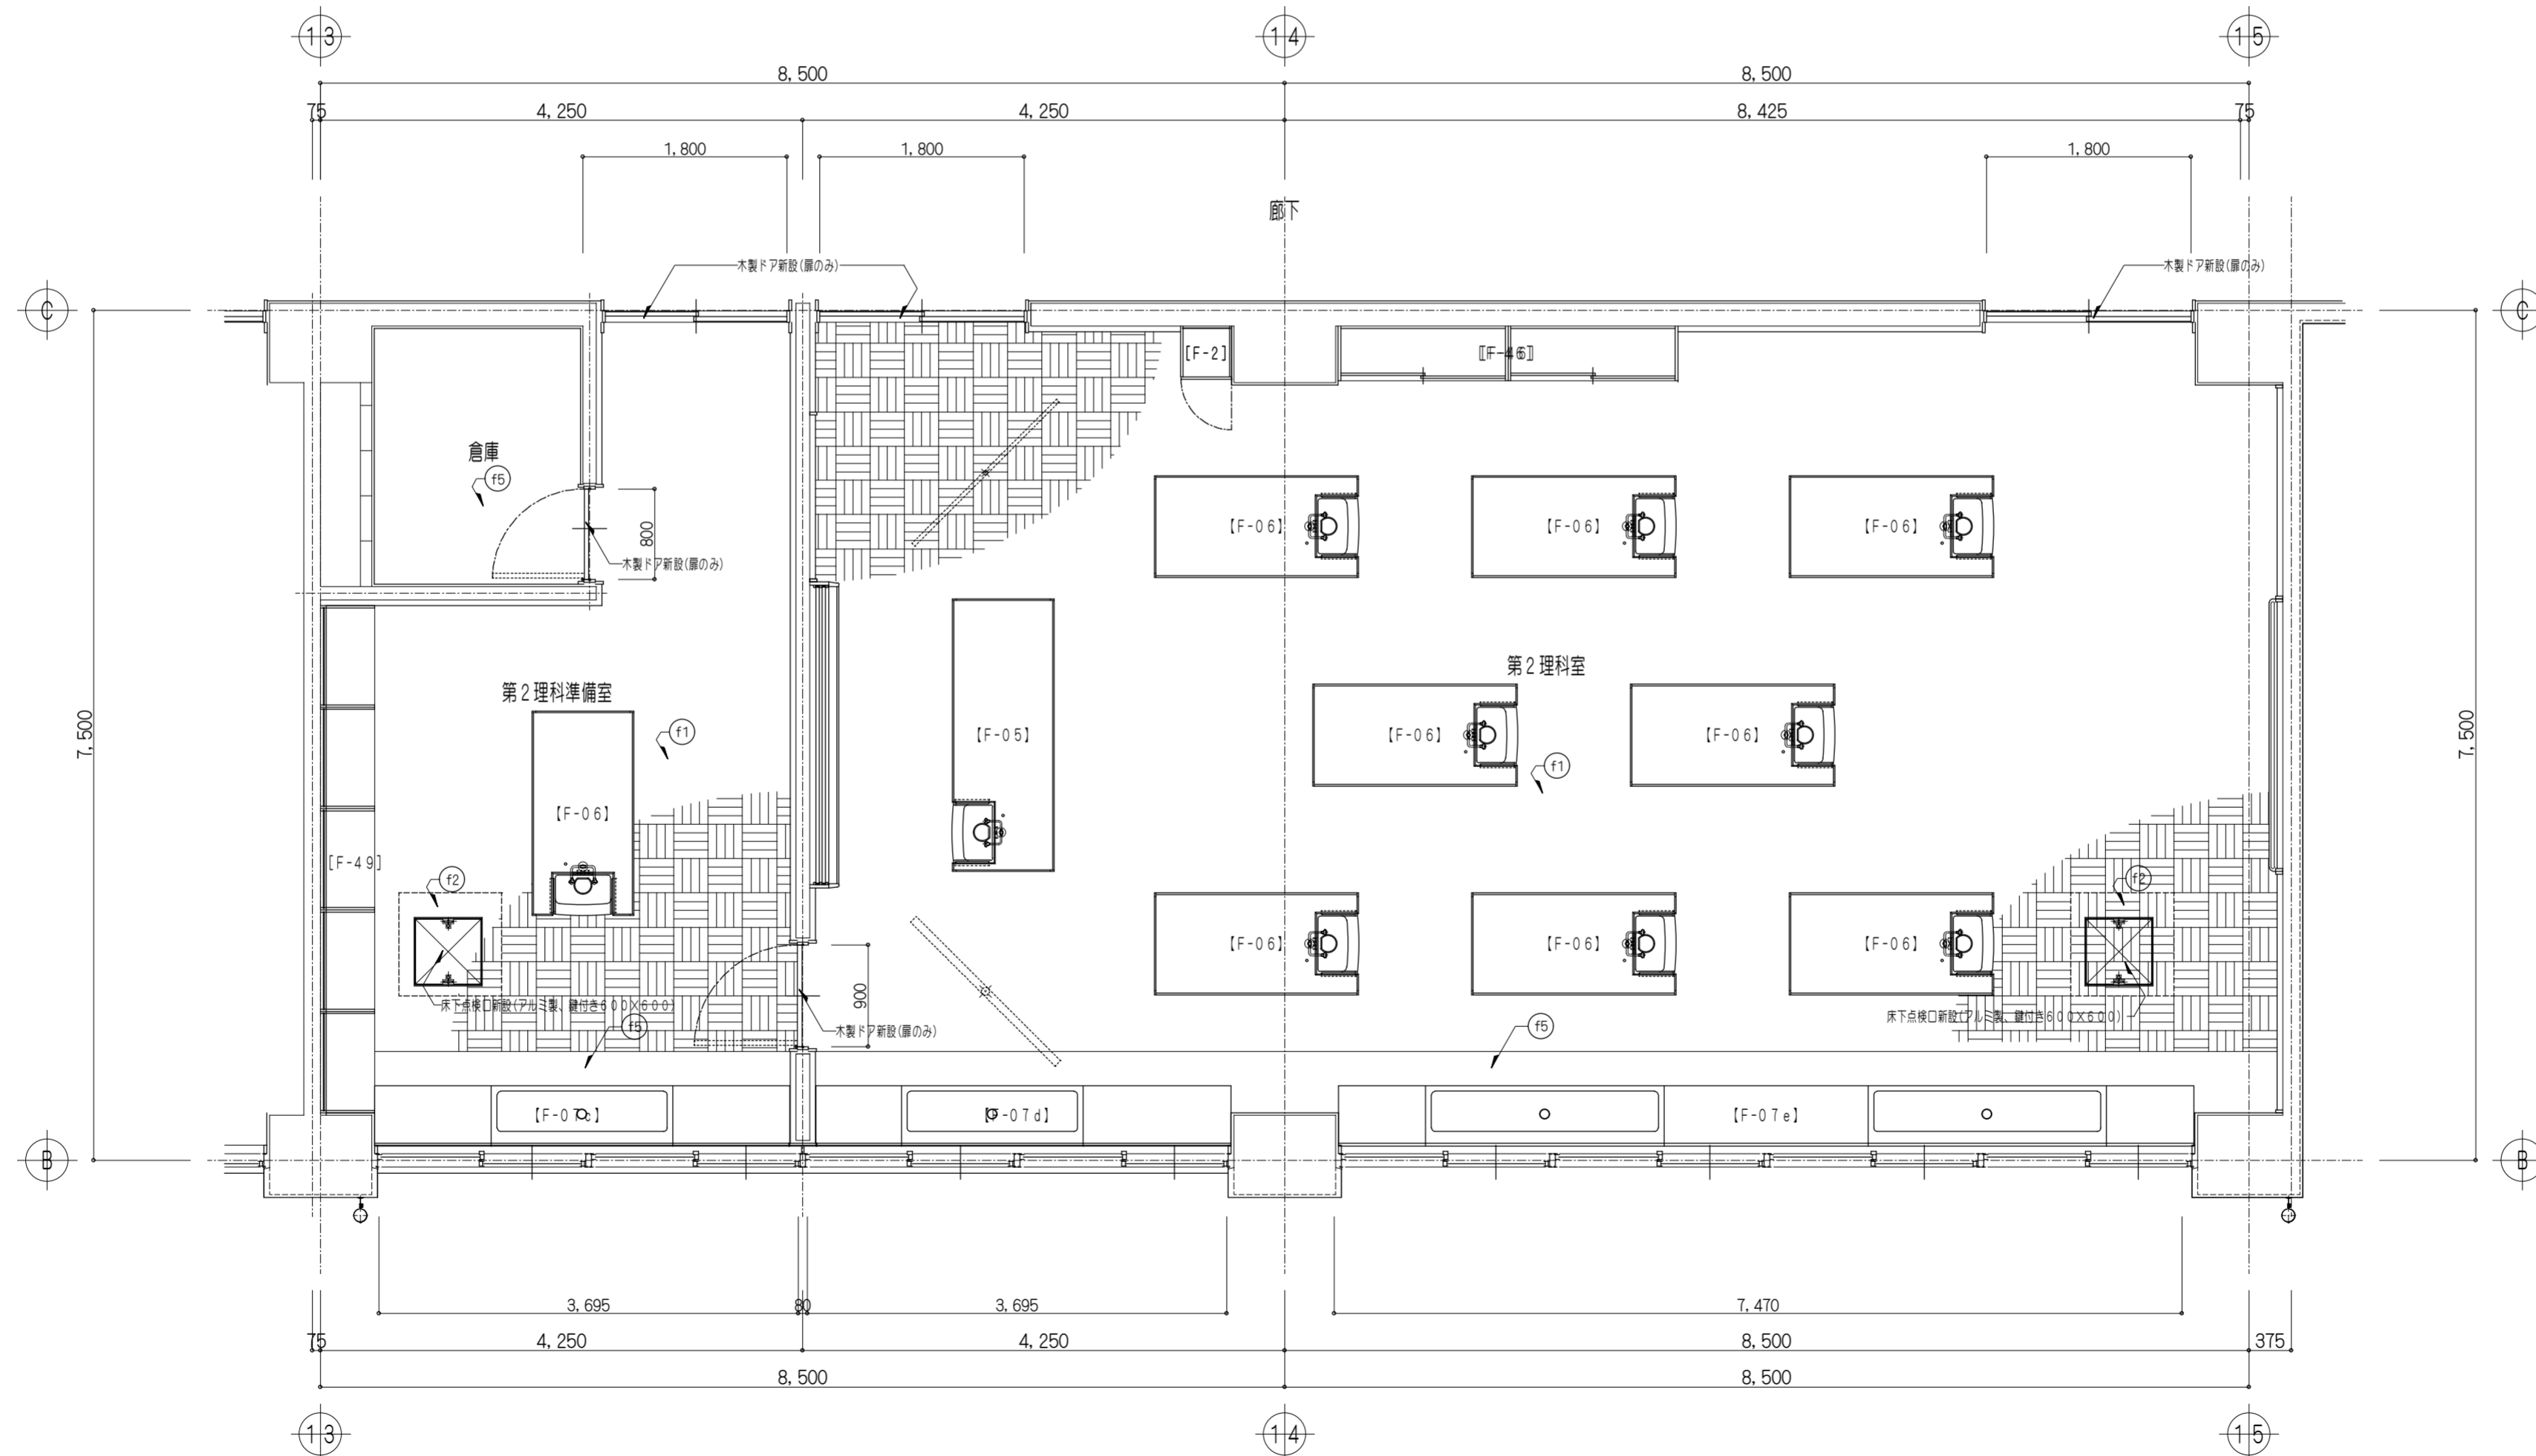 13
14
15
8,500
8,500
75
4,250
4,250
8,425
75
1,800
1,800
1,800
廊下
木製ドア新設(扉のみ)
木製ドア新設(扉のみ)
C
C
[F-2]
倉庫
f5
800
木製ドア新設(扉のみ)
【F-06】
【F-06】
【F-06】
第2理科室
第2理科準備室
7,500
f1
【F-05】
【F-06】
【F-06】
7,500
f1
【F-06】
[F-49]
f2
f2
【F-06】
【F-06】
【F-06】
床下点検口新設(アルミ製、鍵付き600×600)
900
床下点検口新設(アルミ製、鍵付き600×600)
f5
木製ドア新設(扉のみ)
f5
【F-07c】
【F-07d】
【F-07e】
B
B
3,695
80
3,695
7,470
75
4,250
4,250
8,500
375
8,500
8,500
13
14
15